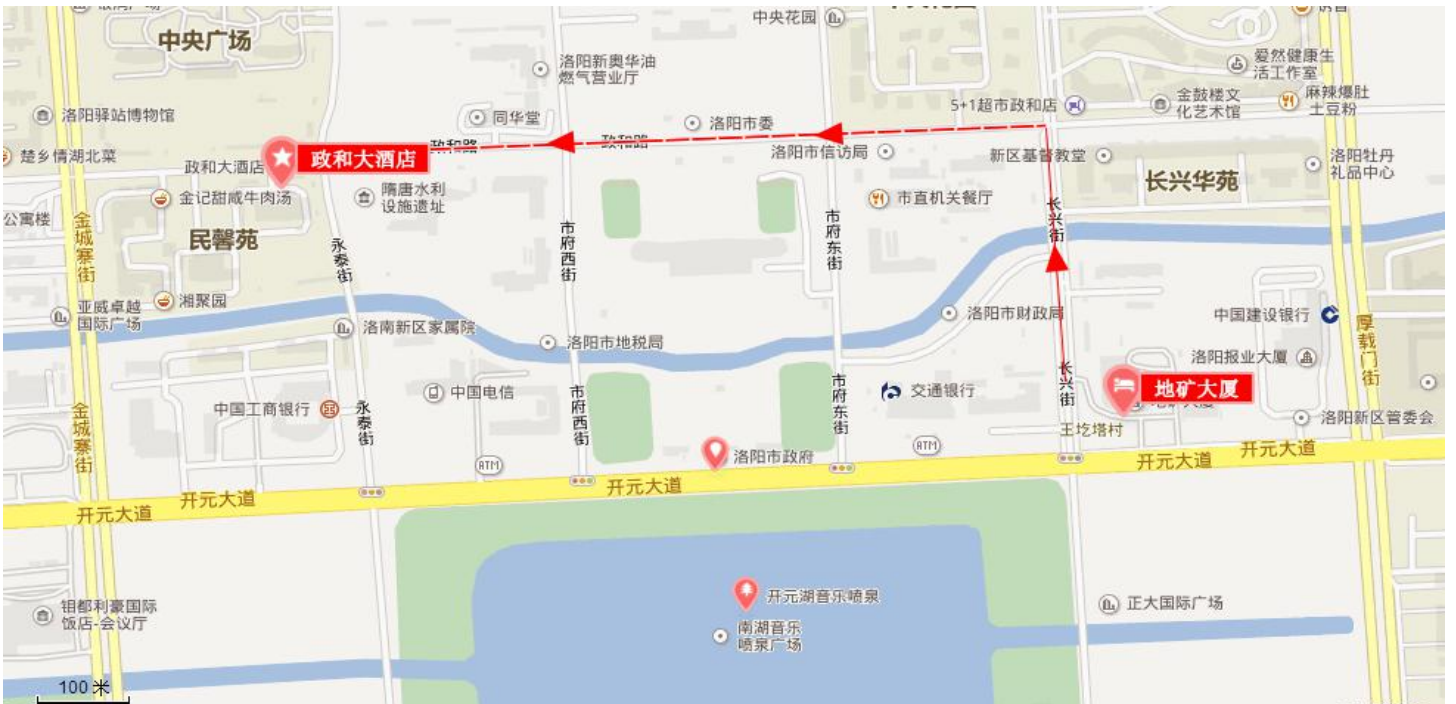 中央花园
中央广场
洛阳新奥华油
燃气营业厅
爱然健康生
活工作室
麻辣爆肚
土豆粉
洛阳驿站博物馆
同华堂
洛阳市委
5+1超市政和店
金鼓楼文
化艺术馆
政和路
政和路
楚乡情湖北菜
政和大酒店
政和大酒店
洛阳市信访局
新区基督教堂
洛阳牡丹
礼品中心
金记甜咸牛肉汤
隋唐水利
设施遗址
市直机关餐厅
长兴华苑
公寓楼
民馨苑
金城寨街
永泰街
市府西街
市府东街
长兴街
亚威卓越
国际广场
湘聚园
洛南新区家属院
洛阳市地税局
洛阳市财政局
中国建设银行
厚载门街
洛阳报业大厦
中国工商银行
中国电信
交通银行
地矿大厦
金城寨街
永泰街
市府西街
市府东街
长兴街
王圪塔村
洛阳新区管委会
ATM
洛阳市政府
ATM
开元大道
开元大道
开元大道
开元大道
开元大道
开元湖音乐喷泉
南湖音乐
喷泉广场
钼都利豪国际
饭店-会议厅
正大国际广场
100 米